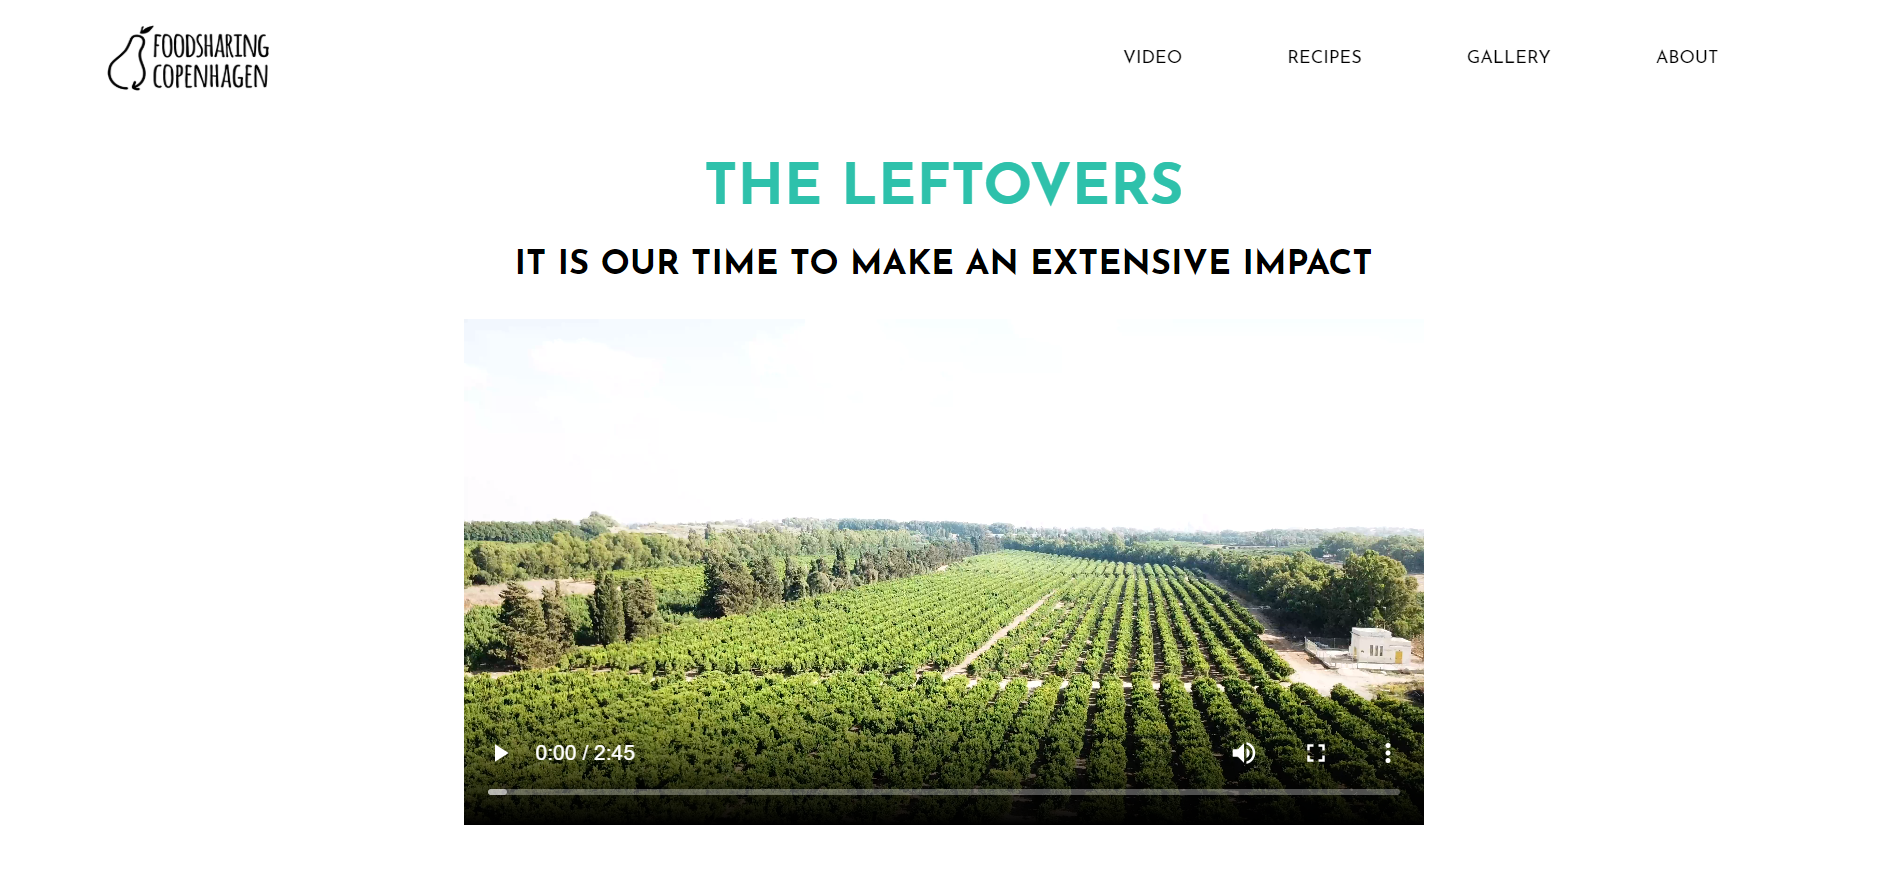 FOODSHARING
COPENHAGEN
VIDEO
RECIPES
GALLERY
ABOUT
THE LEFTOVERS
IT IS OUR TIME TO MAKE AN EXTENSIVE IMPACT
0:00 / 2:45